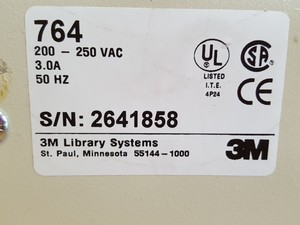 764
200 - 250 VAC
3.0A
50 HZ
UL
LISTED
I.T.E.
4P24
SA
CE
S/N: 2641858
3M Library Systems
St. Paul, Minnesota 55144-1000
3M